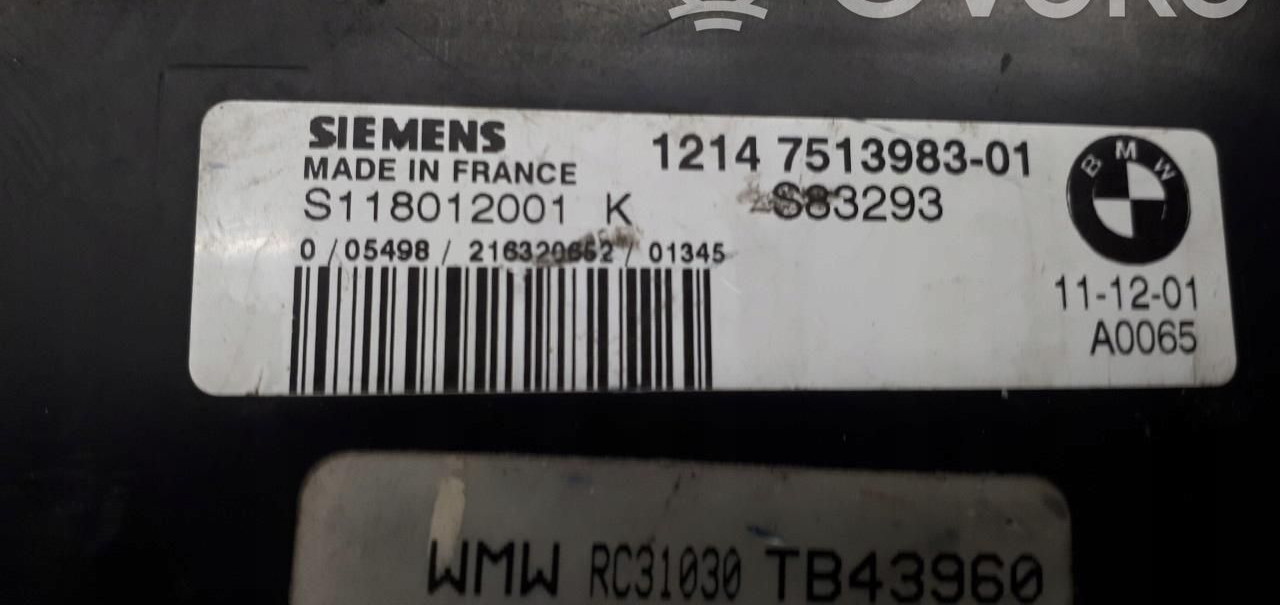 SIEMENS
MADE IN FRANCE
S118012001 K
0 / 05498 / 216320652 / 01345
1214 7513983-01
S83293
BMW
11-12-01
A0065
WMW RC31030 TB43960